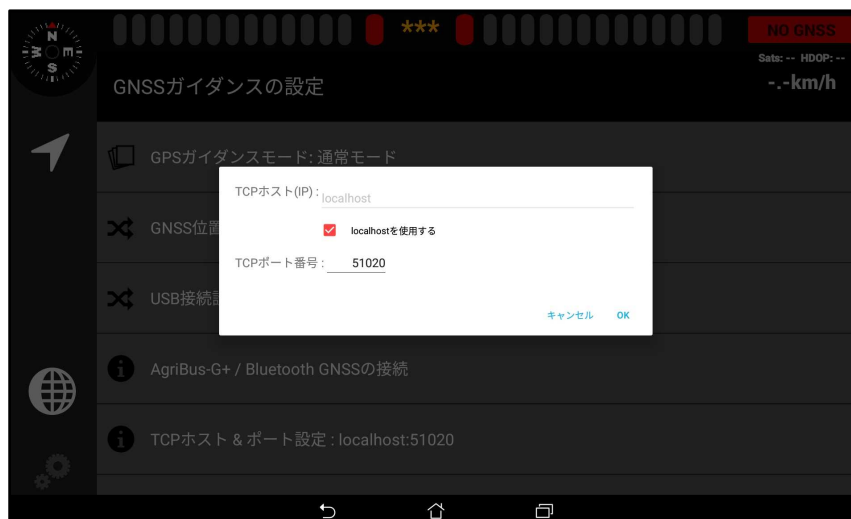 N
E
S
W
***
NO GNSS
Sats: -- HDOP: --
-.-km/h
GNSSガイダンスの設定
GPSガイダンスモード: 通常モード
TCPホスト(IP) : localhost
GNSS位置
localhostを使用する
TCPポート番号 : 51020
USB接続
キャンセル OK
AgriBus-G+ / Bluetooth GNSSの接続
TCPホスト & ポート設定 : localhost:51020